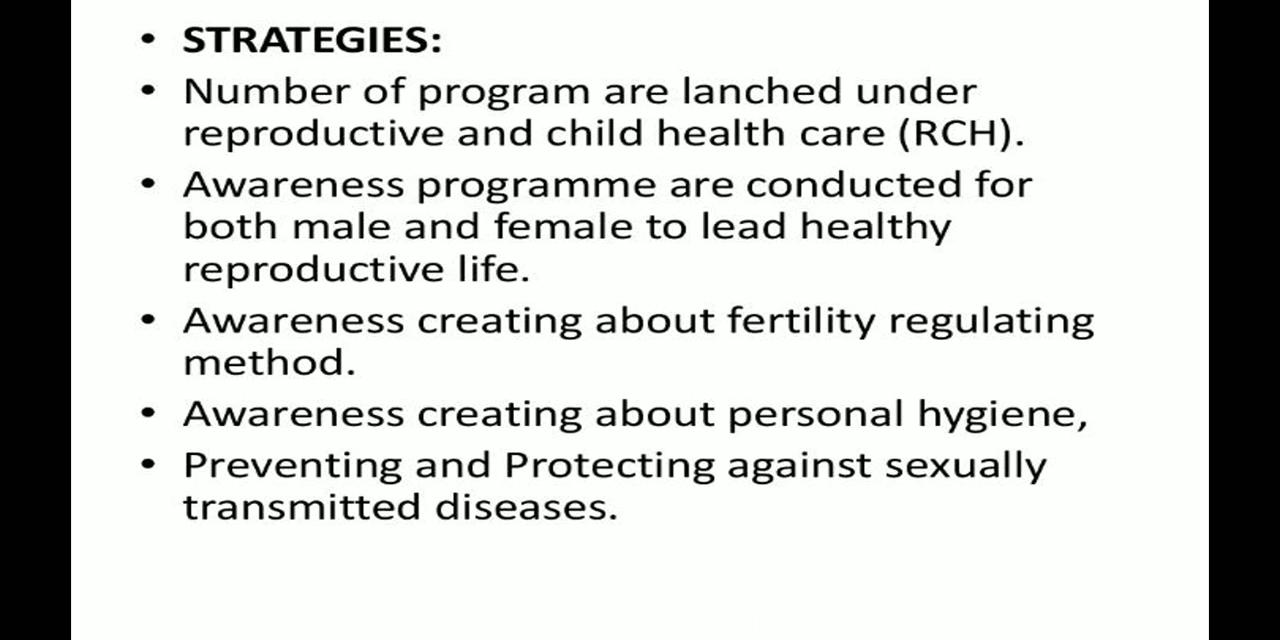 • STRATEGIES:
• Number of program are lanched under
reproductive and child health care (RCH).
• Awareness programme are conducted for
both male and female to lead healthy
reproductive life.
• Awareness creating about fertility regulating
method.
• Awareness creating about personal hygiene,
• Preventing and Protecting against sexually
transmitted diseases.